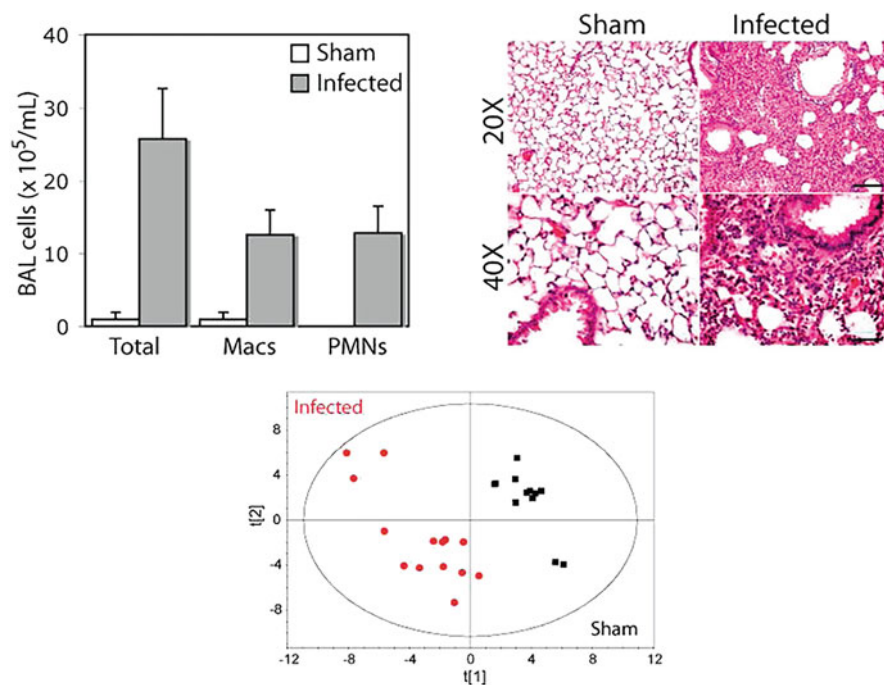 40
30
20
10
0
BAL cells (x 10⁵/mL)
Sham
Infected
Total Macs PMNs
Sham Infected
20X
40X
Infected
8
4
0
-4
-8
t[2]
Sham
-12 -8 -4 0 4 8 12
t[1]